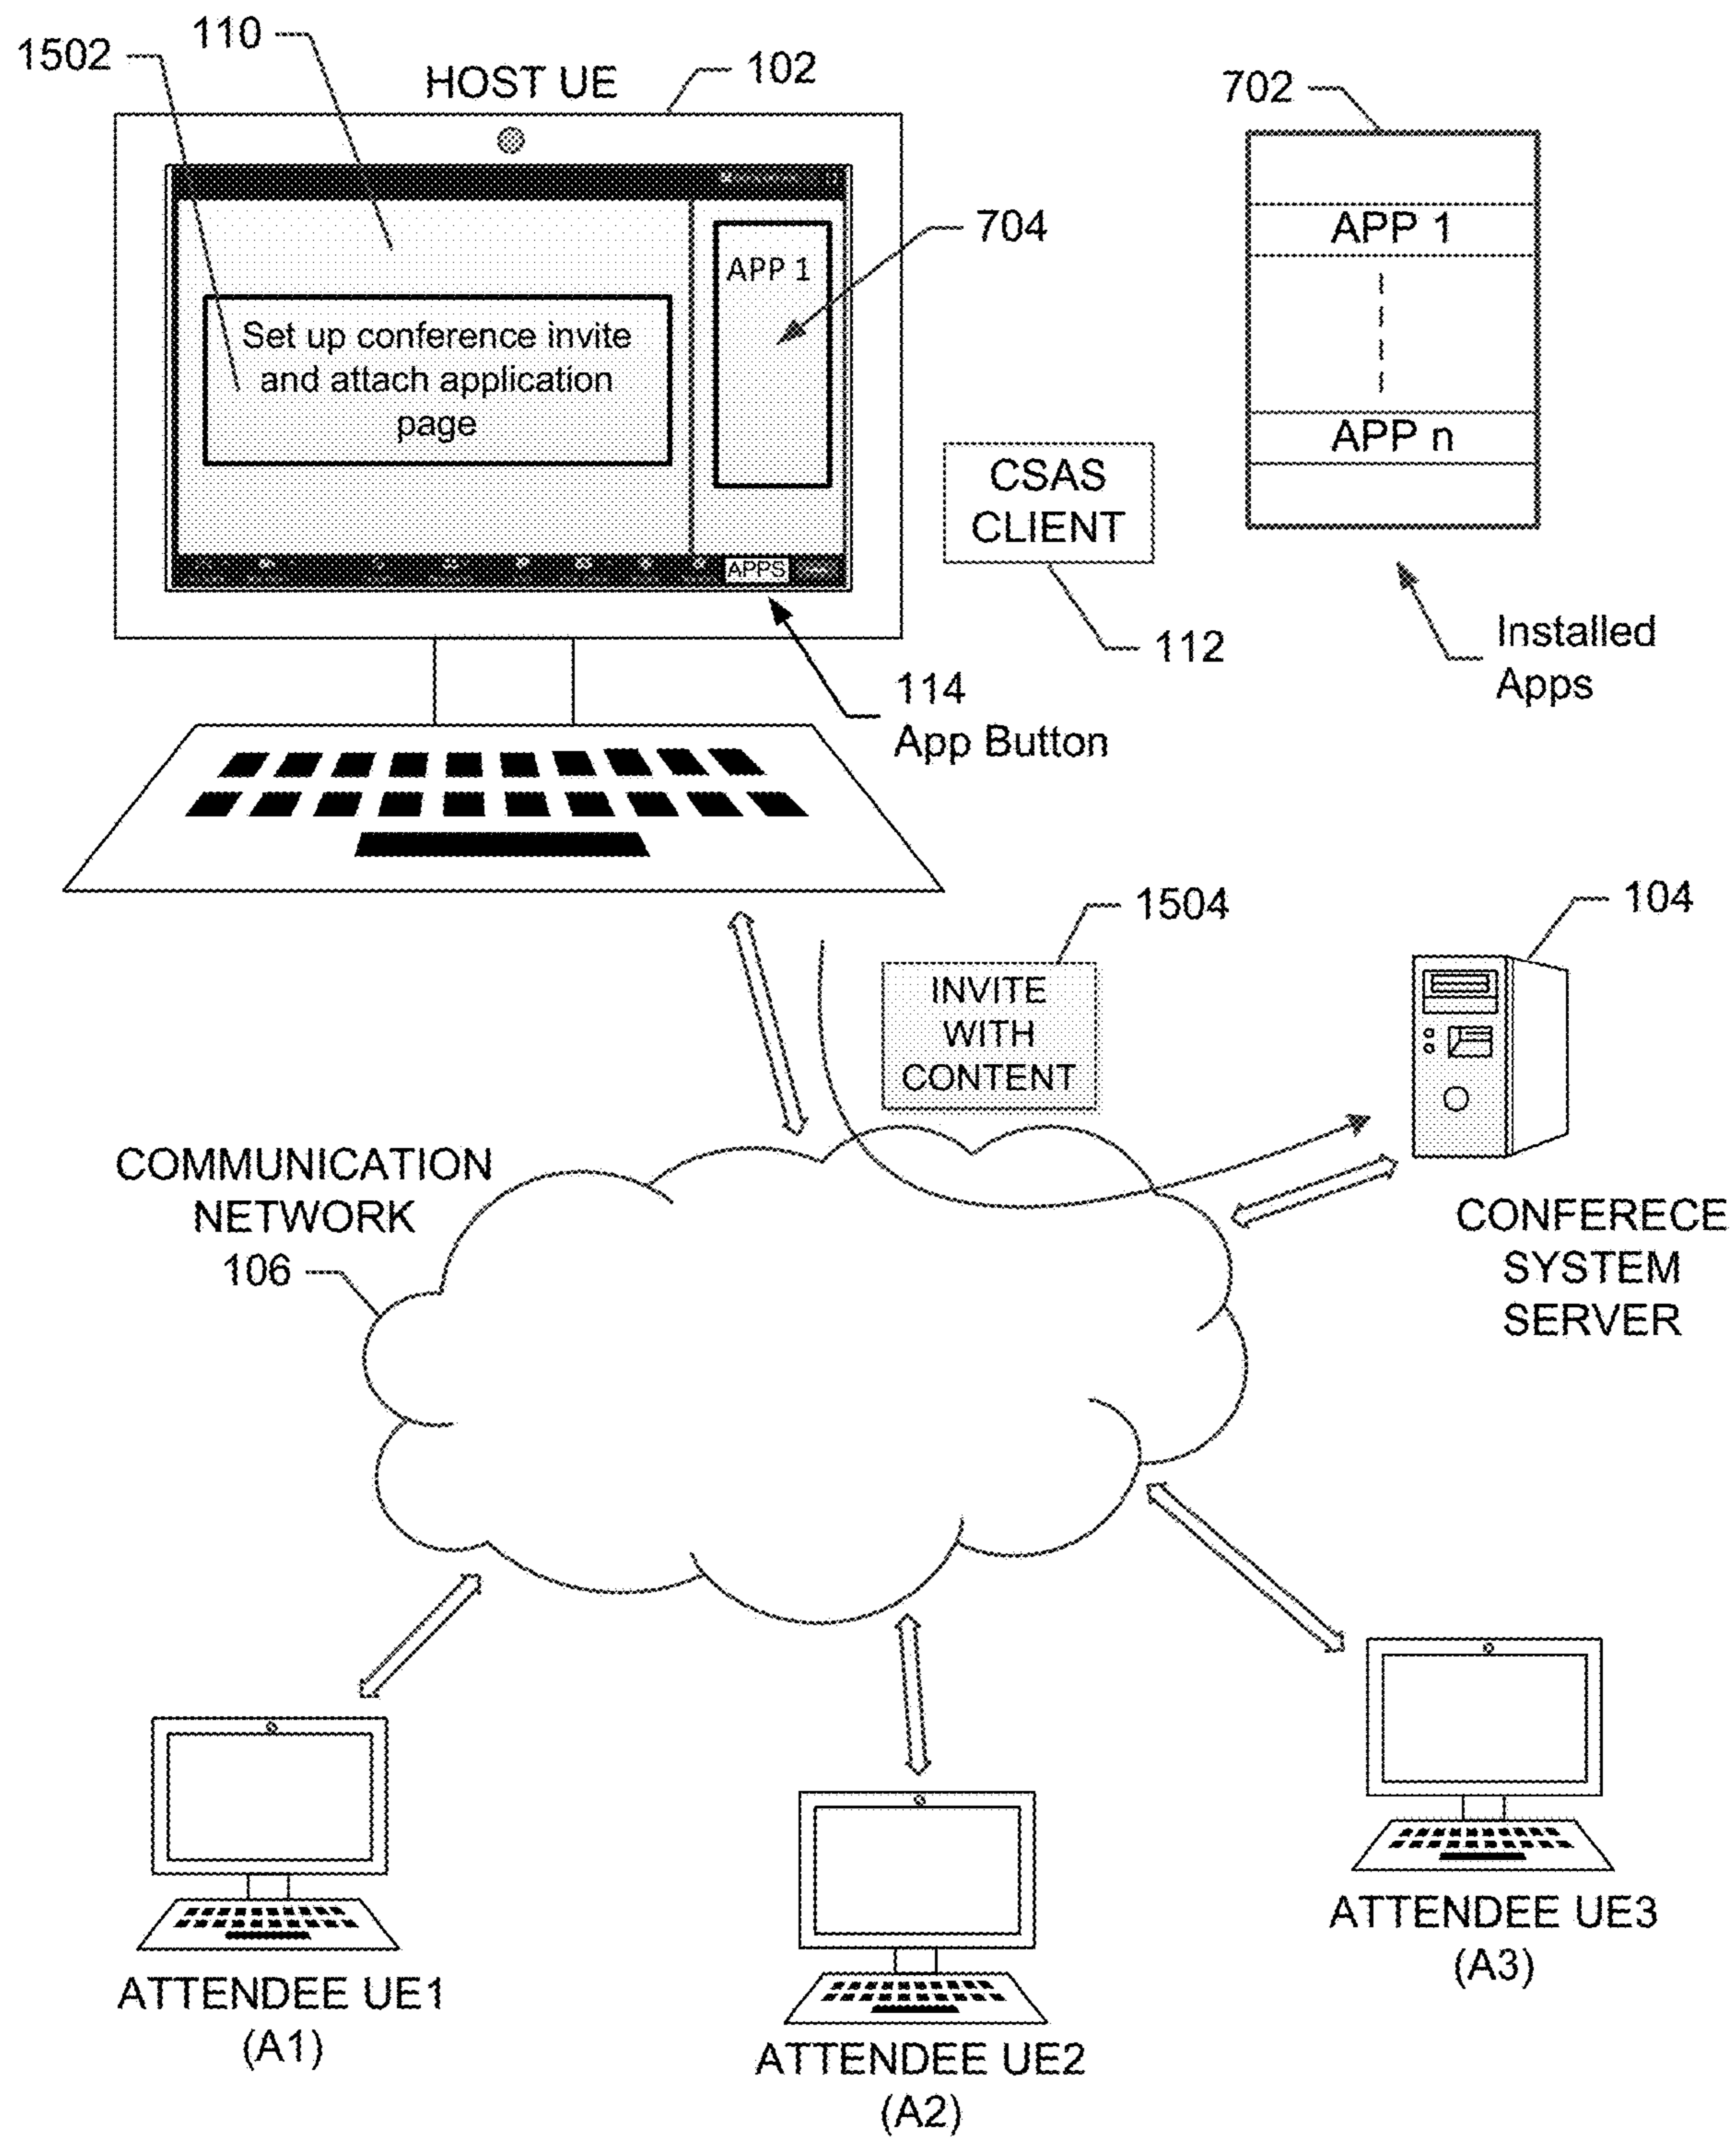 110
1502
HOST UE
102
702
704
APP 1
APP 1
Set up conference invite
and attach application
page
APP n
CSAS
CLIENT
APPS
112
Installed
Apps
114
App Button
1504
104
INVITE
WITH
CONTENT
COMMUNICATION
NETWORK
106
CONFERECE
SYSTEM
SERVER
ATTENDEE UE3
(A3)
ATTENDEE UE1
(A1)
ATTENDEE UE2
(A2)